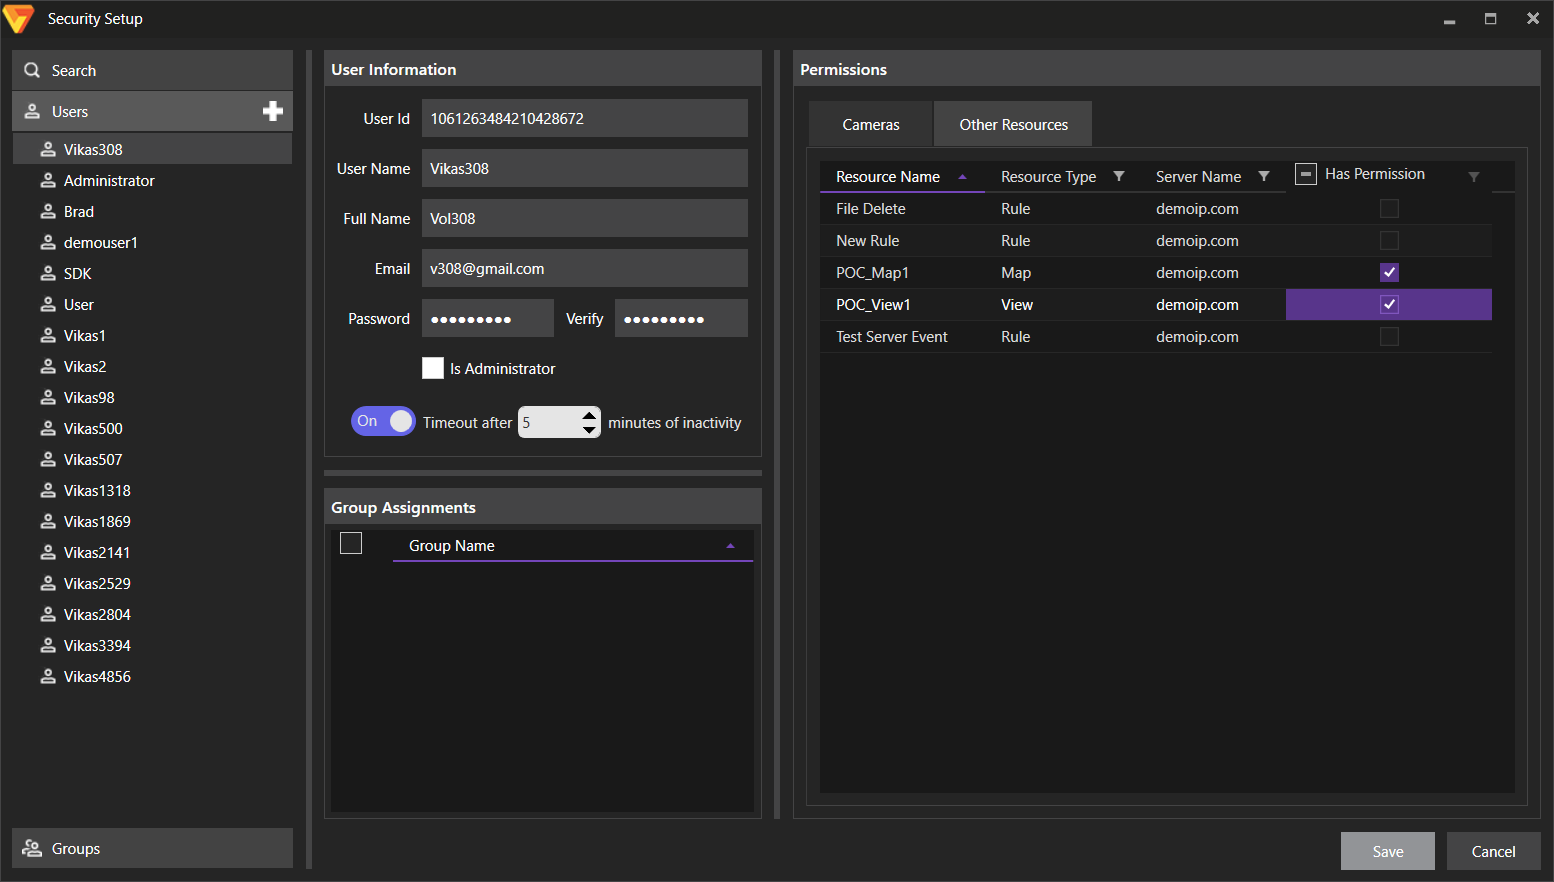 Security Setup
Search
Users
Vikas308
Administrator
Brad
demouser1
SDK
User
Vikas1
Vikas2
Vikas98
Vikas500
Vikas507
Vikas1318
Vikas1869
Vikas2141
Vikas2529
Vikas2804
Vikas3394
Vikas4856
Groups
User Information
User Id 1061263484210428672
User Name Vikas308
Full Name Vol308
Email v308@gmail.com
Password ●●●●●●●●● Verify ●●●●●●●●●
Is Administrator
On Timeout after 5 minutes of inactivity
Group Assignments
Group Name
Permissions
Cameras Other Resources
Resource Name Resource Type Server Name Has Permission
File Delete Rule demoip.com
New Rule Rule demoip.com
POC_Map1 Map demoip.com
POC_View1 View demoip.com
Test Server Event Rule demoip.com
Save Cancel